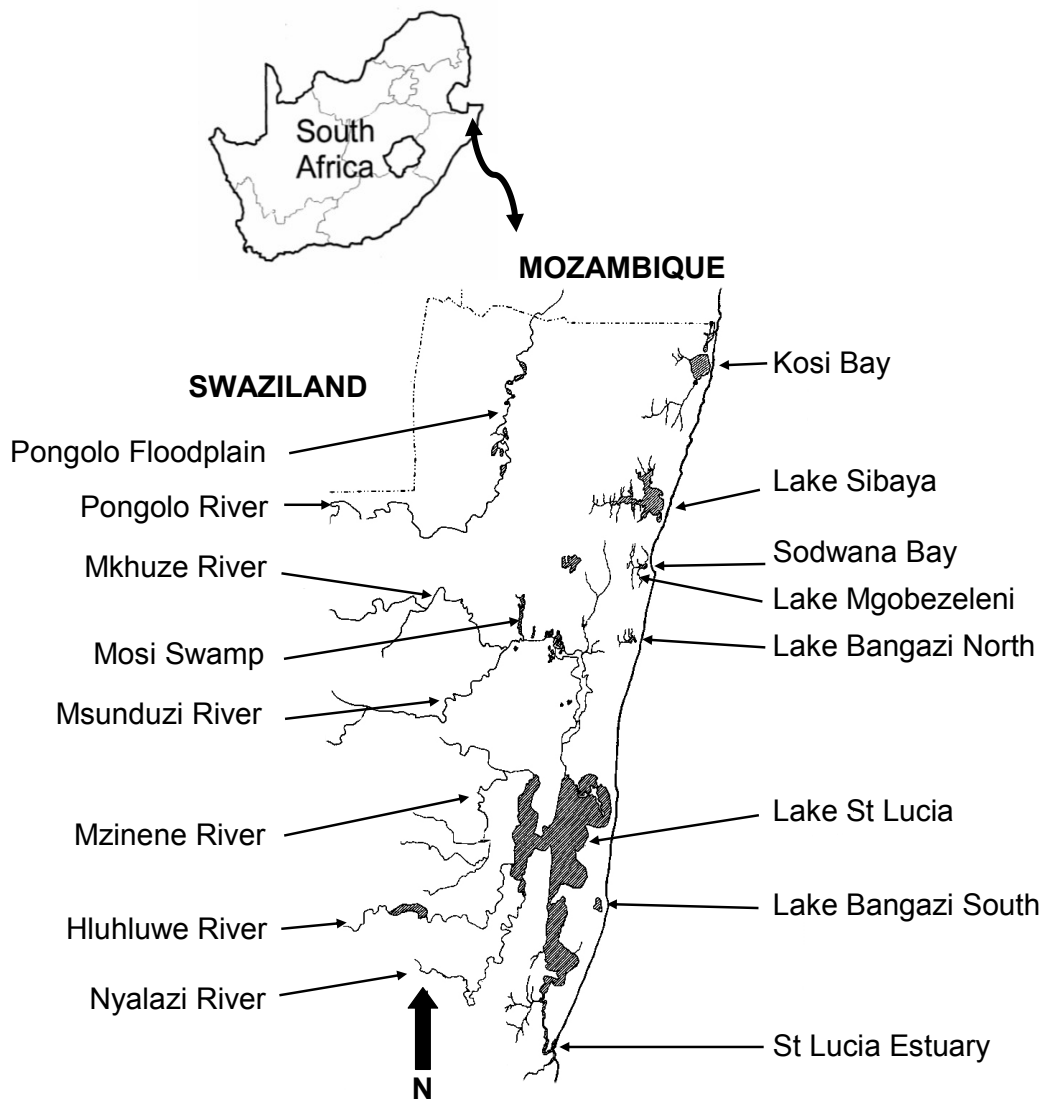 South
Africa
MOZAMBIQUE
SWAZILAND
Kosi Bay
Pongolo Floodplain
Pongolo River
Lake Sibaya
Mkhuze River
Sodwana Bay
Lake Mgobezeleni
Mosi Swamp
Lake Bangazi North
Msunduzi River
Mzinene River
Lake St Lucia
Hluhluwe River
Lake Bangazi South
Nyalazi River
St Lucia Estuary
N